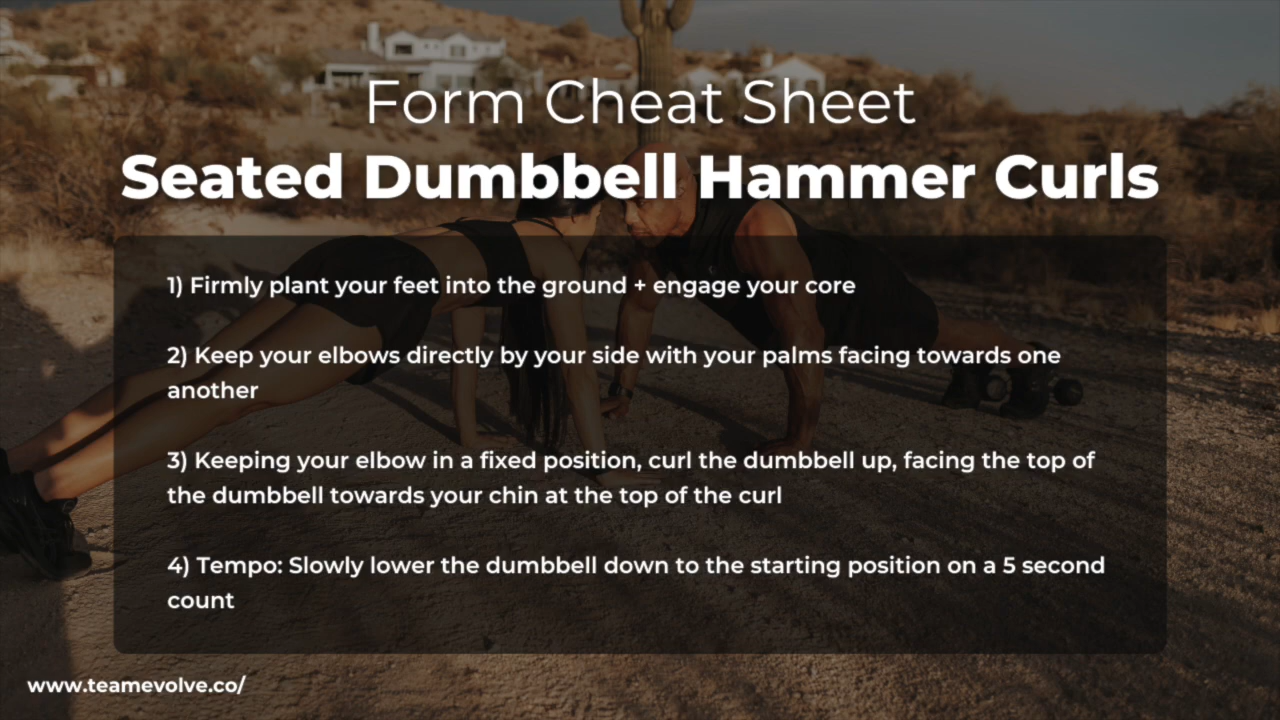 Form Cheat Sheet
Seated Dumbbell Hammer Curls
1) Firmly plant your feet into the ground + engage your core
2) Keep your elbows directly by your side with your palms facing towards one
another
3) Keeping your elbow in a fixed position, curl the dumbbell up, facing the top of
the dumbbell towards your chin at the top of the curl
4) Tempo: Slowly lower the dumbbell down to the starting position on a 5 second
count
www.teamevolve.co/